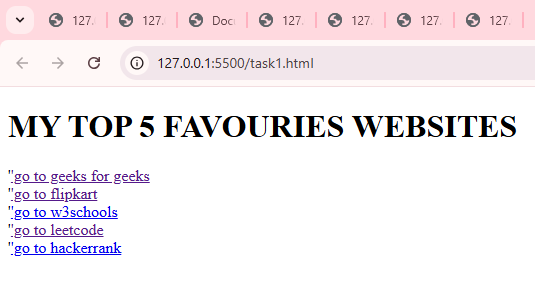 127. 127. Docu 127. 127. 127. 127.
127.0.0.1:5500/task1.html
MY TOP 5 FAVOURIES WEBSITES
"go to geeks for geeks
"go to flipkart
"go to w3schools
"go to leetcode
"go to hackerrank